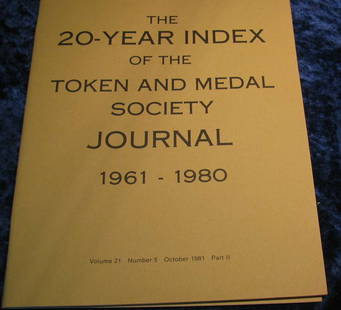 THE
20-YEAR INDEX
OF THE
TOKEN AND MEDAL
SOCIETY
JOURNAL
1961 - 1980
Volume 21 Number 5 October 1981 Part II